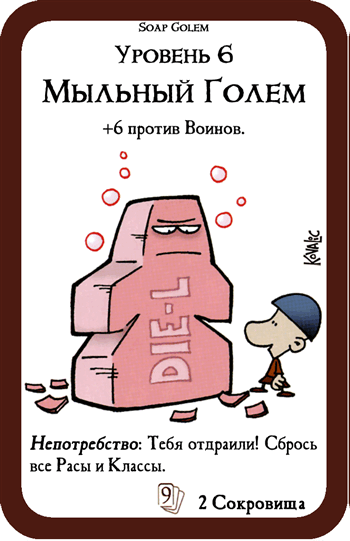 Soap Golem
Уровень 6
Мыльный Голем
+6 против Воинов.
DIE-L
Kovalic
Непотребство: Тебя отдраили! Сбрось
все Расы и Классы.
9
2 Сокровища